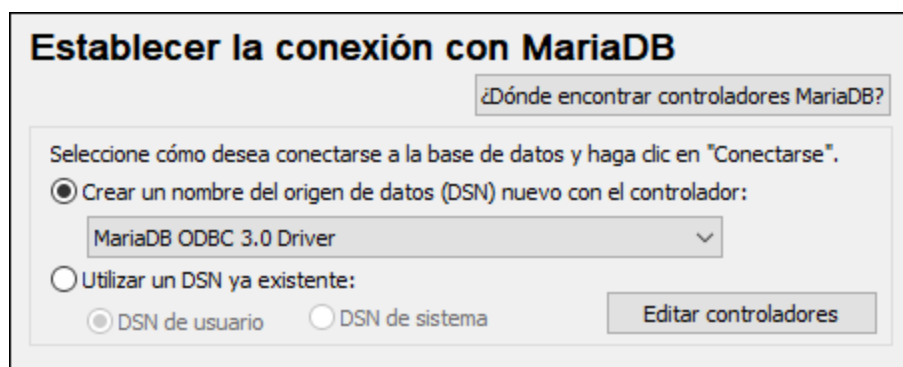 Establecer la conexión con MariaDB
¿Dónde encontrar controladores MariaDB?
Seleccione cómo desea conectarse a la base de datos y haga clic en "Conectarse".
Crear un nombre del origen de datos (DSN) nuevo con el controlador:
MariaDB ODBC 3.0 Driver
Utilizar un DSN ya existente:
DSN de usuario DSN de sistema Editar controladores